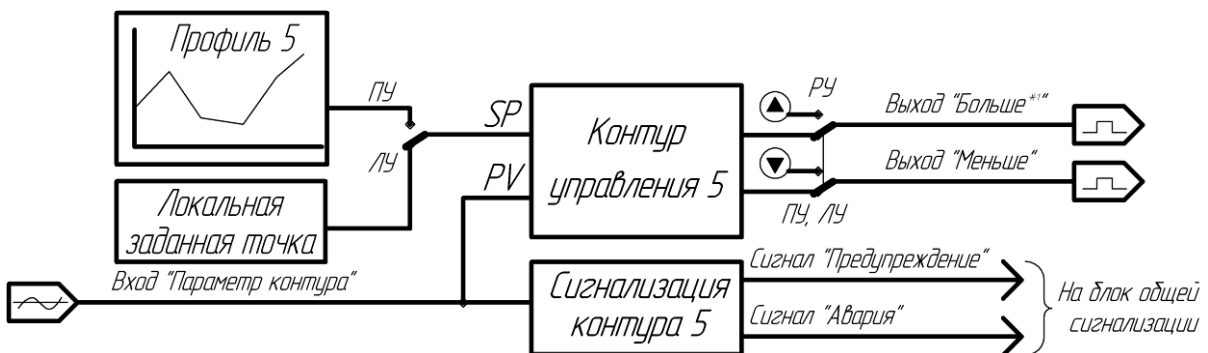 Профиль 5
ПУ
ЛУ
SP
PV
Локальная
заданная точка
Вход "Параметр контура"
Контур
управления 5
РУ
ПУ, ЛУ
Выход "Больше*¹"
Выход "Меньше"
Сигнализация
контура 5
Сигнал "Предупреждение"
Сигнал "Авария"
На блок общей
сигнализации